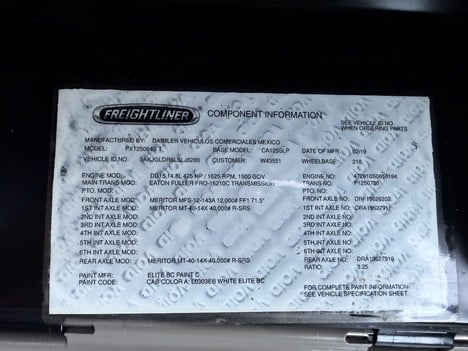 FREIGHTLINER COMPONENT INFORMATION
SEE VEHICLE ID NO.
WHEN ORDERING PARTS
MANUFACTURED BY: DAIMLER VEHICULOS COMERCIALES MEXICO
MODEL: PX125064S T BASE MODEL: CA125SLP DATE OF MFR: 02/19
VEHICLE ID NO: CUSTOMER: W43551 WHEELBASE: 218
ENGINE MOD: DD15,14.8L 475 HP / 1625 RPM, 1900 GOV ENGINE NO:
MAIN TRANS MOD: EATON FULLER FRO-16210C TRANSMISSION TRANS NO:
PTO. MOD: PTO. NO:
FRONT AXLE MOD: MERITOR MFS-12-143A 12,000# FF1 71.5" FRONT AXLE NO:
1ST INT AXLE MOD: MERITOR MT-40-14X 40,000# R-SRS 1ST INT AXLE NO:
2ND INT AXLE MOD: 2ND INT AXLE NO:
3RD INT AXLE MOD: 3RD INT AXLE NO:
4TH INT AXLE MOD: 4TH INT AXLE NO:
5TH INT AXLE MOD: 5TH INT AXLE NO:
6TH INT AXLE MOD: 6TH INT AXLE NO:
REAR AXLE MOD: MERITOR MT-40-14X 40,000# R-SRS REAR AXLE NO:
RATIO: 3.25
PAINT MFR: ELITE BC PAINT C
PAINT CODE: CAB COLOR A: L0303EB WHITE ELITE BC
FOR COMPLETE PAINT INFORMATION
SEE VEHICLE SPECIFICATION SHEET.